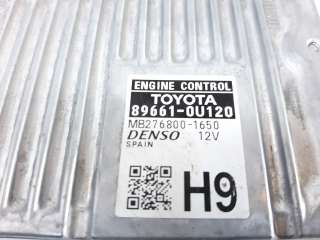 ENGINE CONTROL
TOYOTA
89661-0U120
MB276800-1650
DENSO 12V
SPAIN
H9